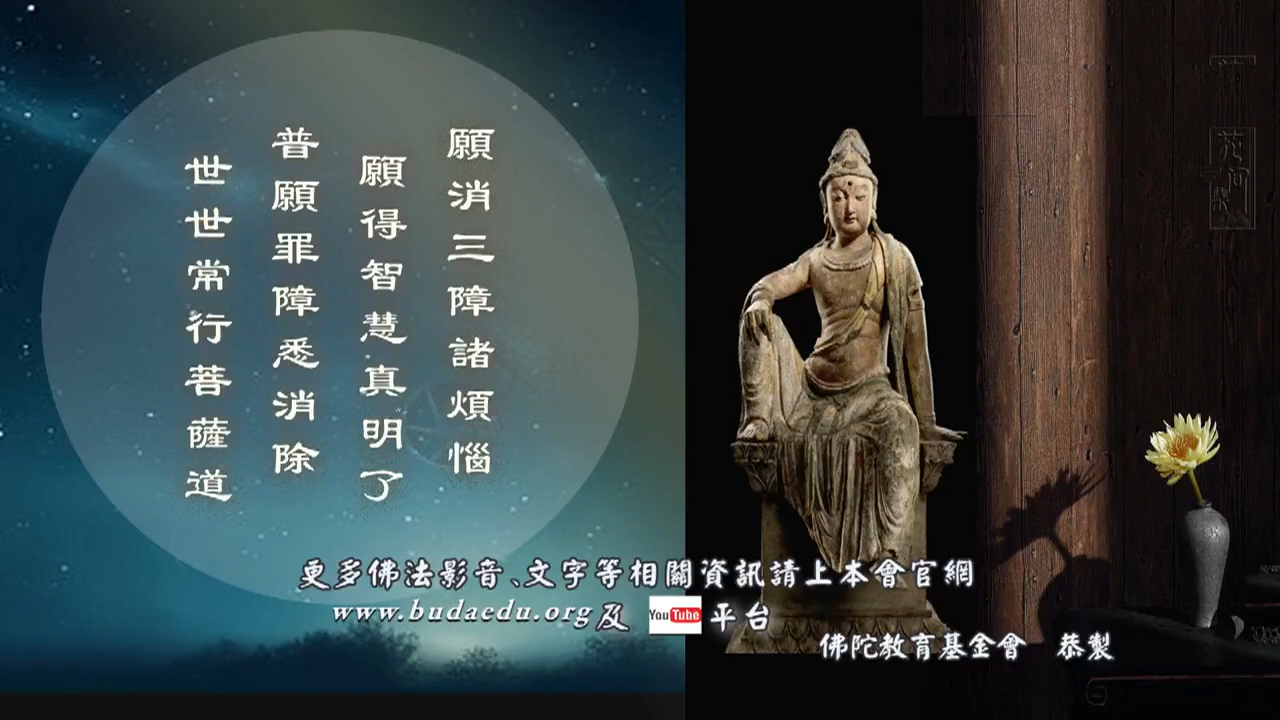 願消三障諸煩惱
願得智慧真明了
普願罪障悉消除
世世常行菩薩道
更多佛法影音、文字等相關資訊請上本會官網
www.budaedu.org及 YouTube 平台
佛陀教育基金會 恭製